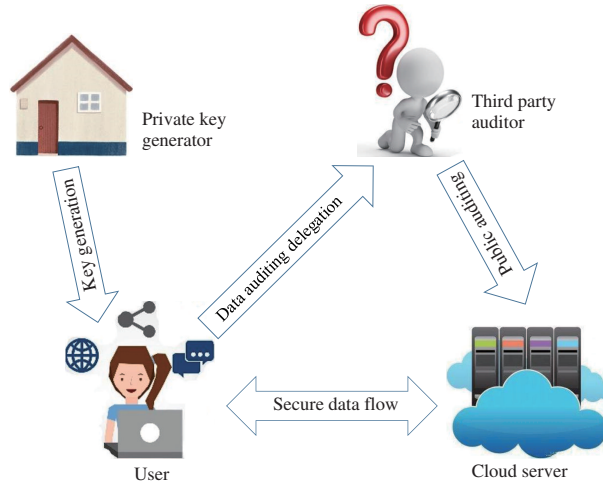 Private key
generator
Third party
auditor
Key generation
Data auditing delegation
Public auditing
Secure data flow
User
Cloud server